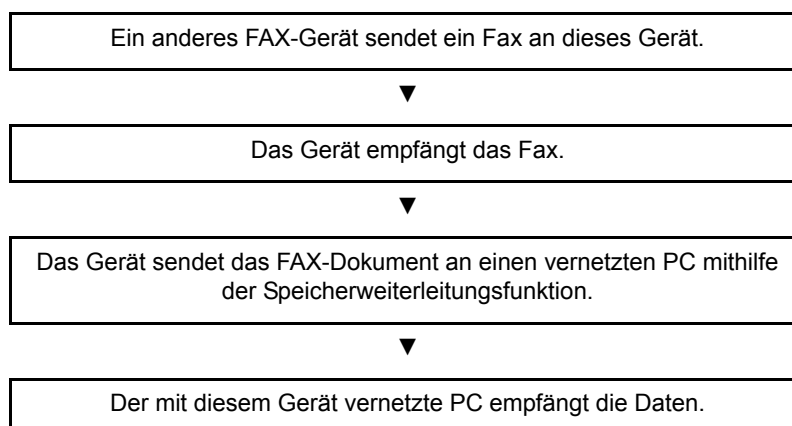 Ein anderes FAX-Gerät sendet ein Fax an dieses Gerät.
▼
Das Gerät empfängt das Fax.
▼
Das Gerät sendet das FAX-Dokument an einen vernetzten PC mithilfe
der Speicherweiterleitungsfunktion.
▼
Der mit diesem Gerät vernetzte PC empfängt die Daten.